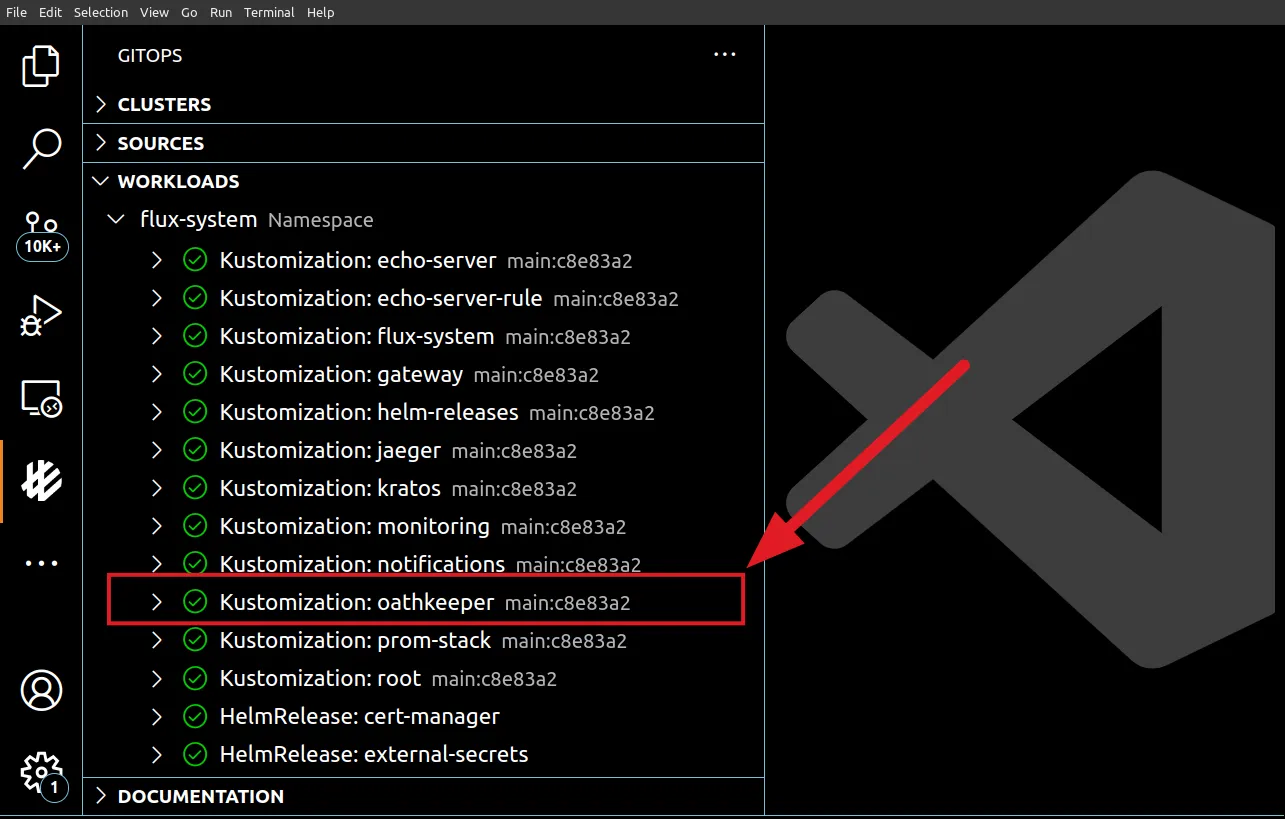 File Edit Selection View Go Run Terminal Help
GITOPS
CLUSTERS
SOURCES
WORKLOADS
flux-system Namespace
10K+
Kustomization: echo-server main:c8e83a2
Kustomization: echo-server-rule main:c8e83a2
Kustomization: flux-system main:c8e83a2
Kustomization: gateway main:c8e83a2
Kustomization: helm-releases main:c8e83a2
Kustomization: jaeger main:c8e83a2
Kustomization: kratos main:c8e83a2
Kustomization: monitoring main:c8e83a2
Kustomization: notifications main:c8e83a2
Kustomization: oathkeeper main:c8e83a2
Kustomization: prom-stack main:c8e83a2
Kustomization: root main:c8e83a2
HelmRelease: cert-manager
HelmRelease: external-secrets
1
DOCUMENTATION